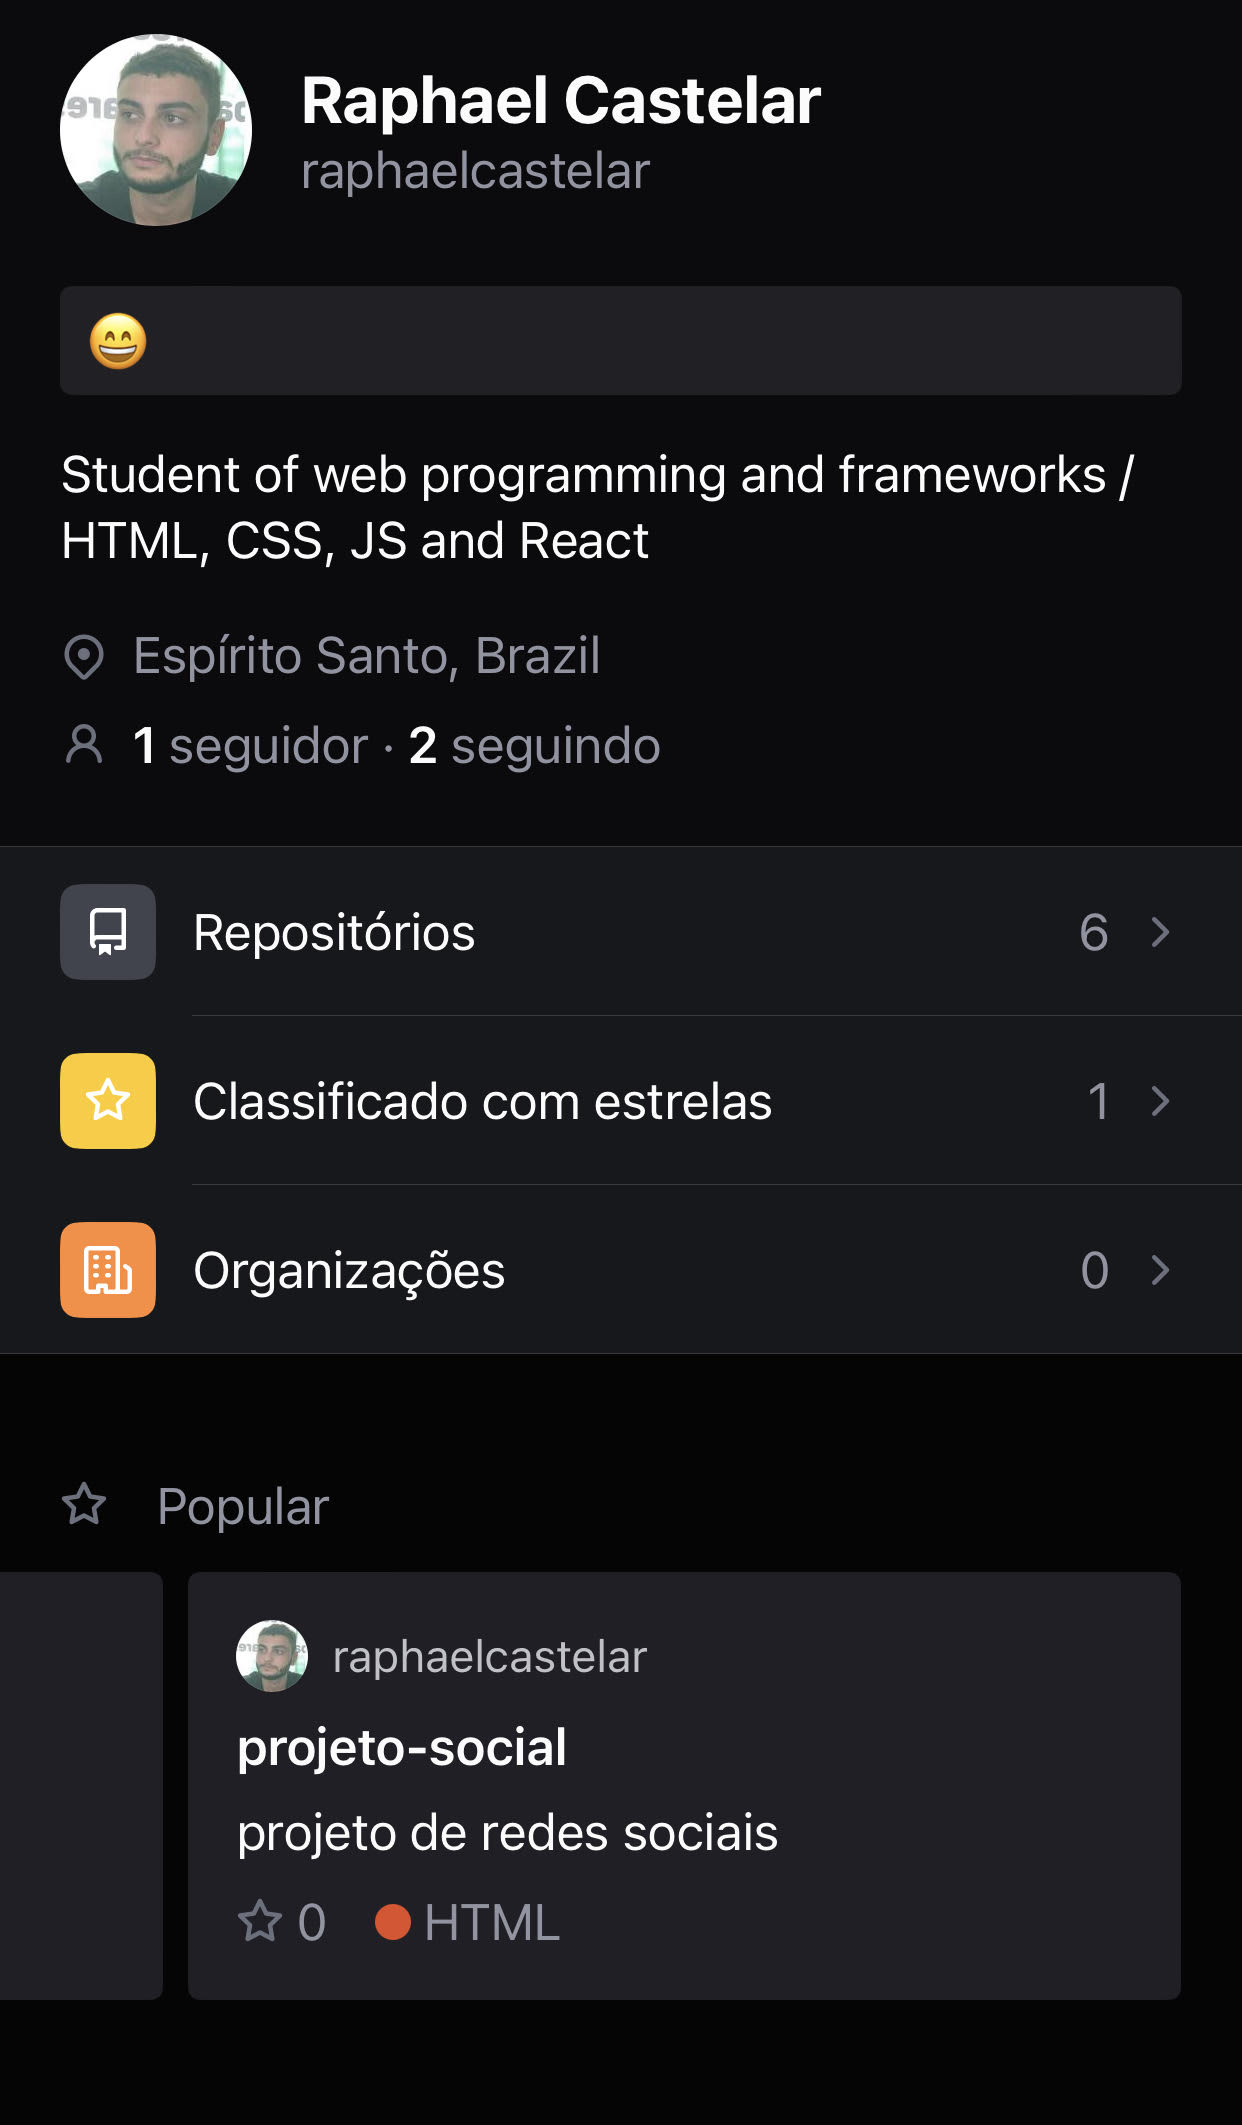 Raphael Castelar
raphaelcastelar
😄
Student of web programming and frameworks /
HTML, CSS, JS and React
Espírito Santo, Brazil
1 seguidor · 2 seguindo
Repositórios 6
Classificado com estrelas 1
Organizações 0
Popular
raphaelcastelar
projeto-social
projeto de redes sociais
0 HTML